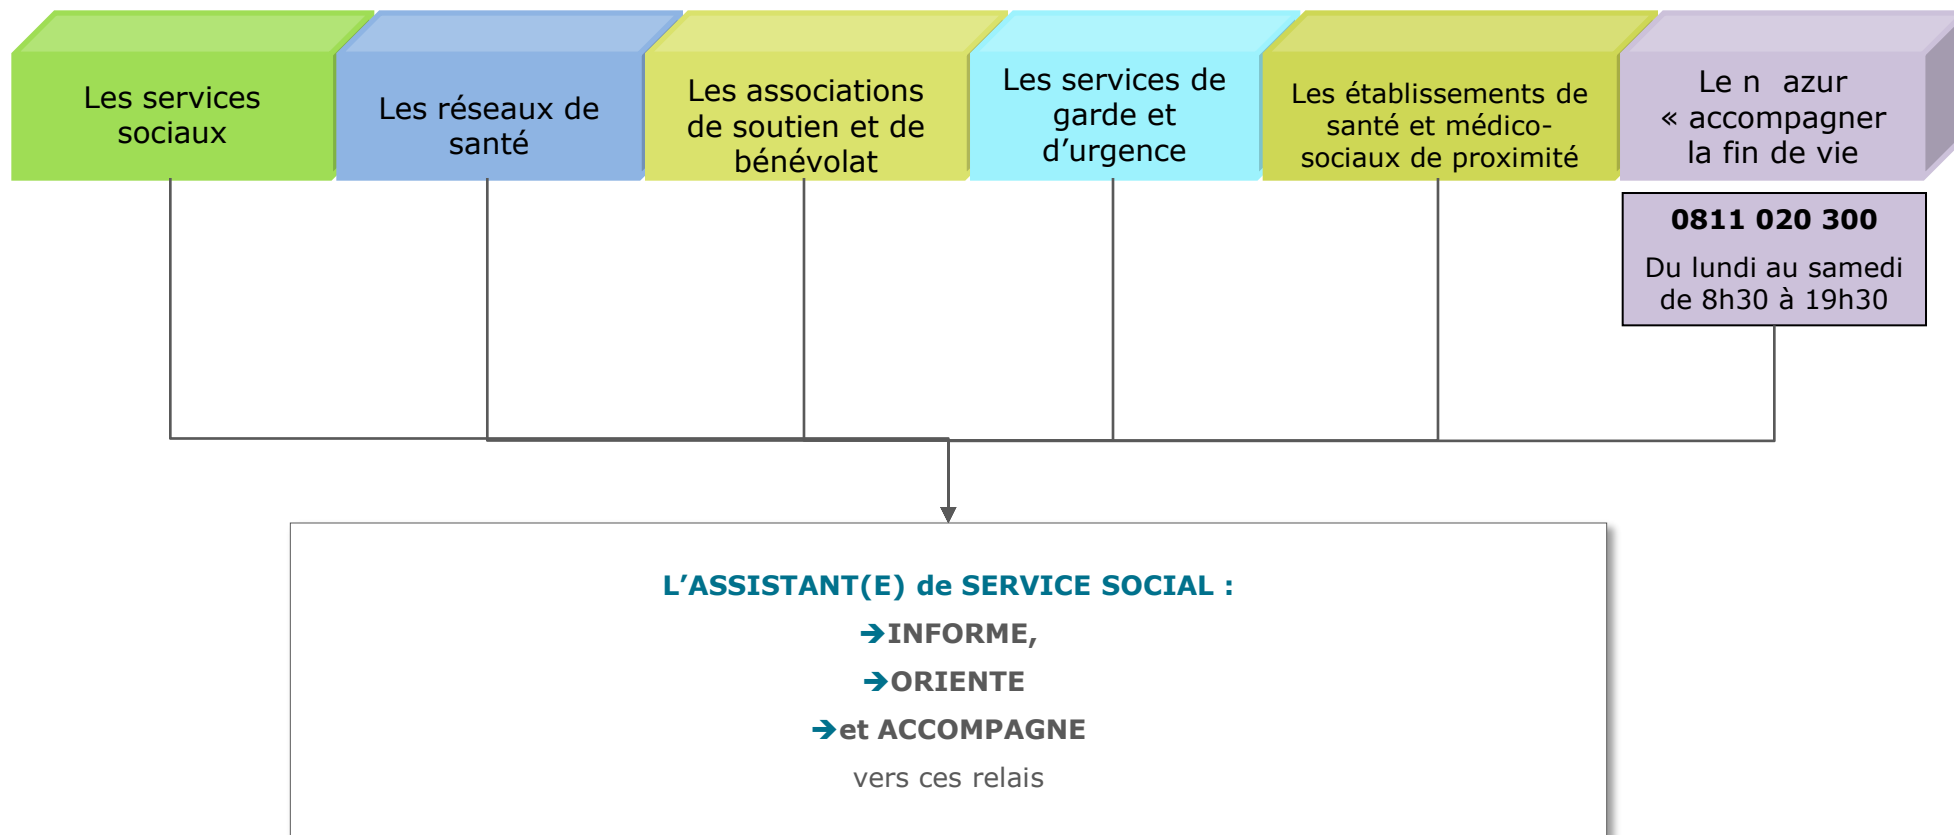 Les services
sociaux
Les réseaux de
santé
Les associations
de soutien et de
bénévolat
Les services de
garde et
d’urgence
Les établissements de
santé et médico-
sociaux de proximité
Le n azur
« accompagner
la fin de vie
0811 020 300
Du lundi au samedi
de 8h30 à 19h30
L’ASSISTANT(E) de SERVICE SOCIAL :
➔INFORME,
➔ORIENTE
➔et ACCOMPAGNE
vers ces relais